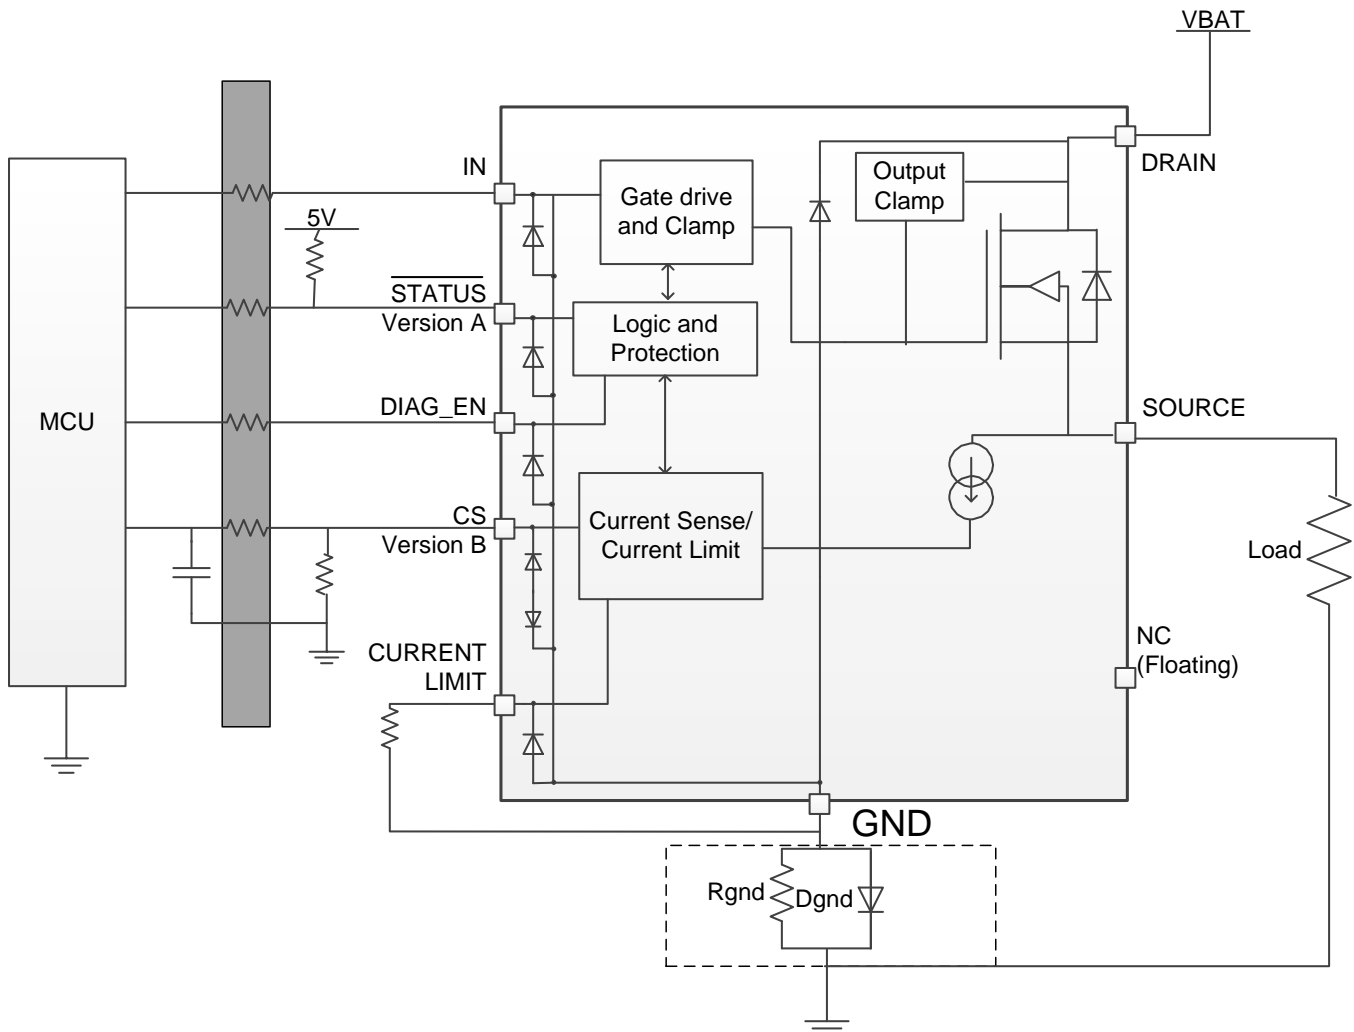 VBAT
IN
DRAIN
Output
Clamp
Gate drive
and Clamp
5V
STATUS
Version A
Logic and
Protection
MCU
DIAG_EN
SOURCE
CS
Version B
Current Sense/
Current Limit
Load
NC
(Floating)
CURRENT
LIMIT
GND
Rgnd
Dgnd